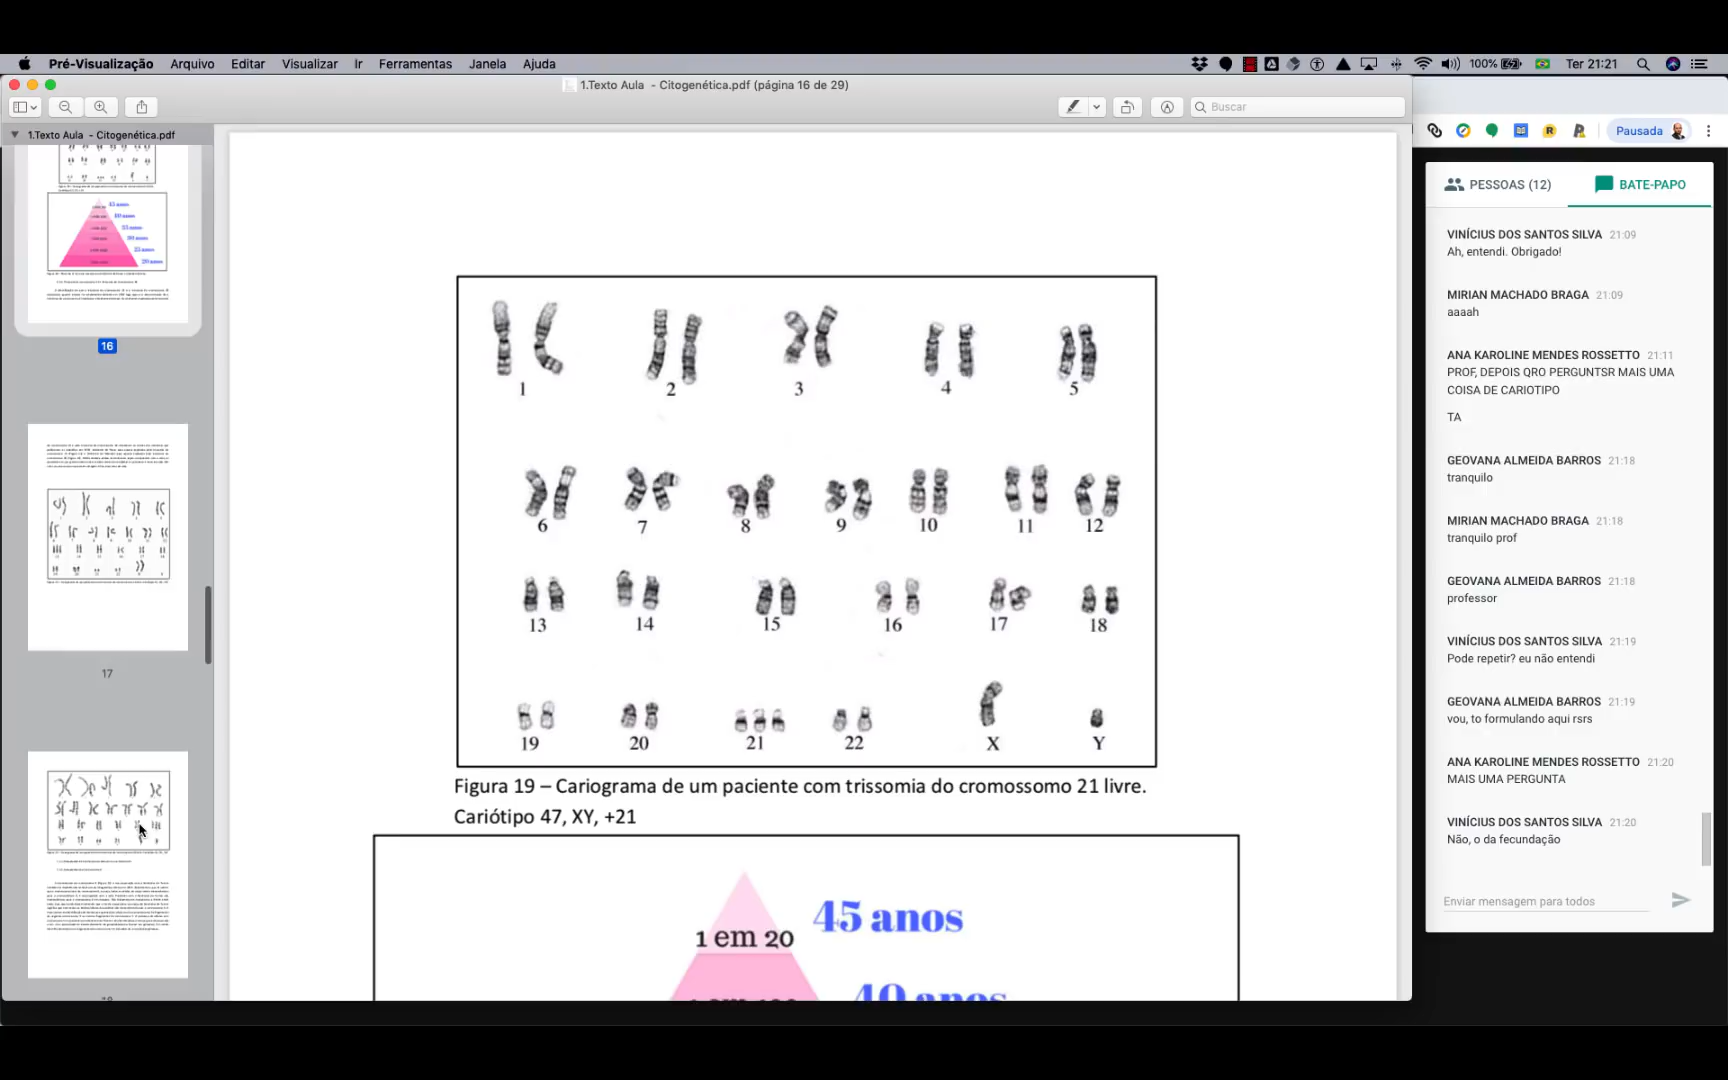 Pré-Visualização Arquivo Editar Visualizar Ir Ferramentas Janela Ajuda
100% Ter 21:21
1.Texto Aula - Citogenética.pdf (página 16 de 29)
Buscar
1.Texto Aula - Citogenética.pdf
16
17
1 2 3 4 5
6 7 8 9 10 11 12
13 14 15 16 17 18
19 20 21 22 X Y
Figura 19 – Cariograma de um paciente com trissomia do cromossomo 21 livre.
Cariótipo 47, XY, +21
45 anos
1 em 20
40 anos
Pausada
PESSOAS (12) BATE-PAPO
VINÍCIUS DOS SANTOS SILVA 21:09
Ah, entendi. Obrigado!
MIRIAN MACHADO BRAGA 21:09
aaaah
ANA KAROLINE MENDES ROSSETTO 21:11
PROF, DEPOIS QRO PERGUNTSR MAIS UMA
COISA DE CARIOTIPO
TA
GEOVANA ALMEIDA BARROS 21:18
tranquilo
MIRIAN MACHADO BRAGA 21:18
tranquilo prof
GEOVANA ALMEIDA BARROS 21:18
professor
VINÍCIUS DOS SANTOS SILVA 21:19
Pode repetir? eu não entendi
GEOVANA ALMEIDA BARROS 21:19
vou, to formulando aqui rsrs
ANA KAROLINE MENDES ROSSETTO 21:20
MAIS UMA PERGUNTA
VINÍCIUS DOS SANTOS SILVA 21:20
Não, o da fecundação
Enviar mensagem para todos